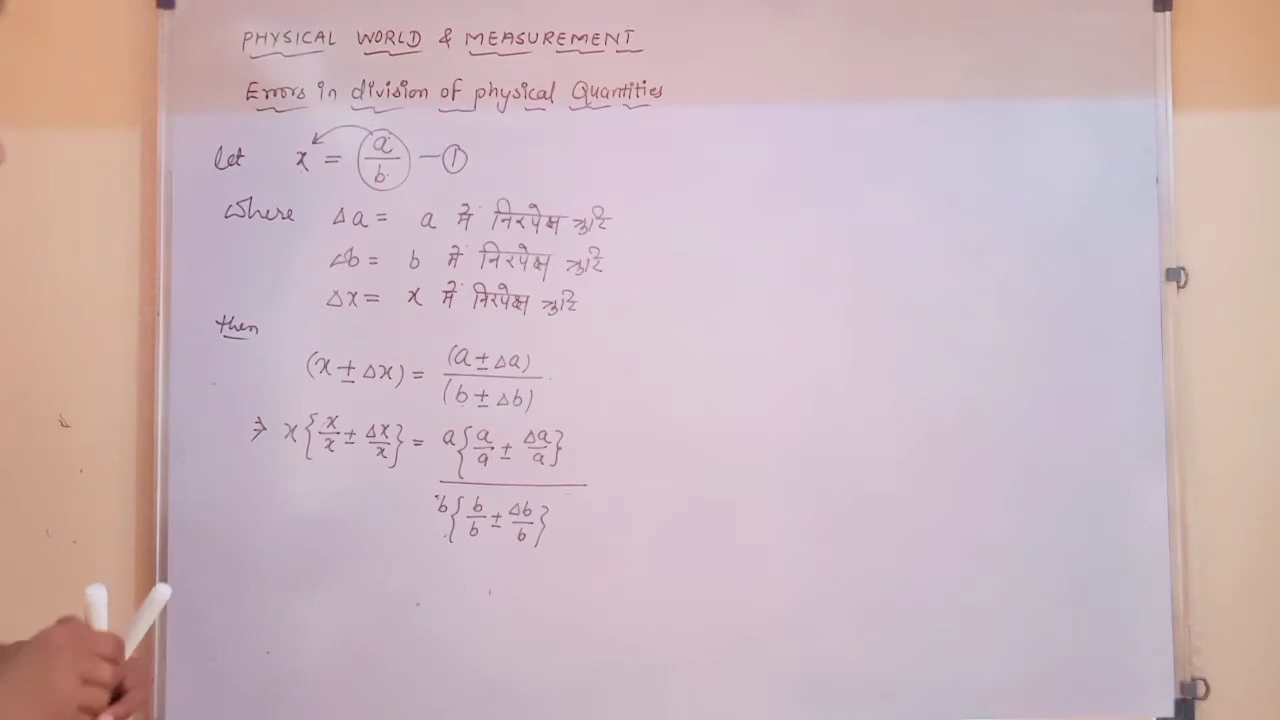 PHYSICAL WORLD & MEASUREMENT
Errors in division of physical Quantities
let x = a/b — ①
where Δa = a में निरपेक्ष त्रुटि
Δb = b में निरपेक्ष त्रुटि
Δx = x में निरपेक्ष त्रुटि
then
(x ± Δx) = (a ± Δa)/(b ± Δb)
⇒ x{x/x ± Δx/x} = a{a/a ± Δa/a}/b{b/b ± Δb/b}